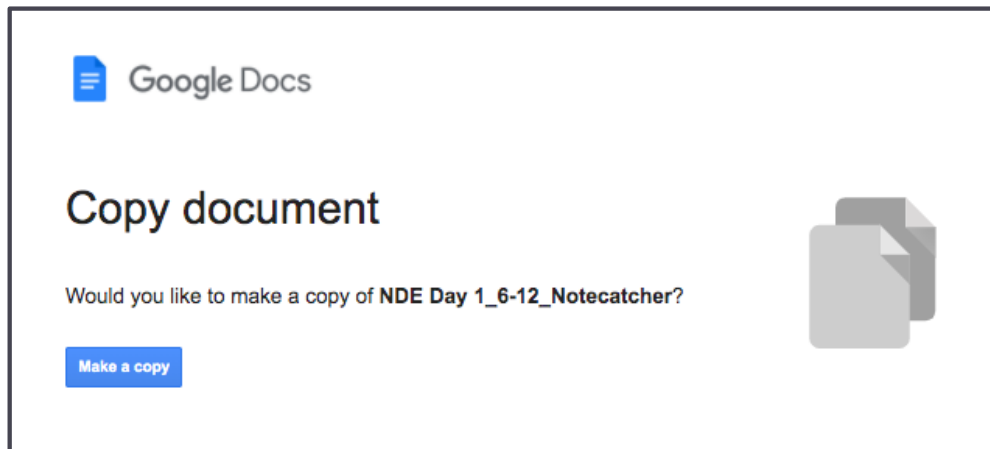 Google Docs
Copy document
Would you like to make a copy of NDE Day 1_6-12_Notecatcher?
Make a copy